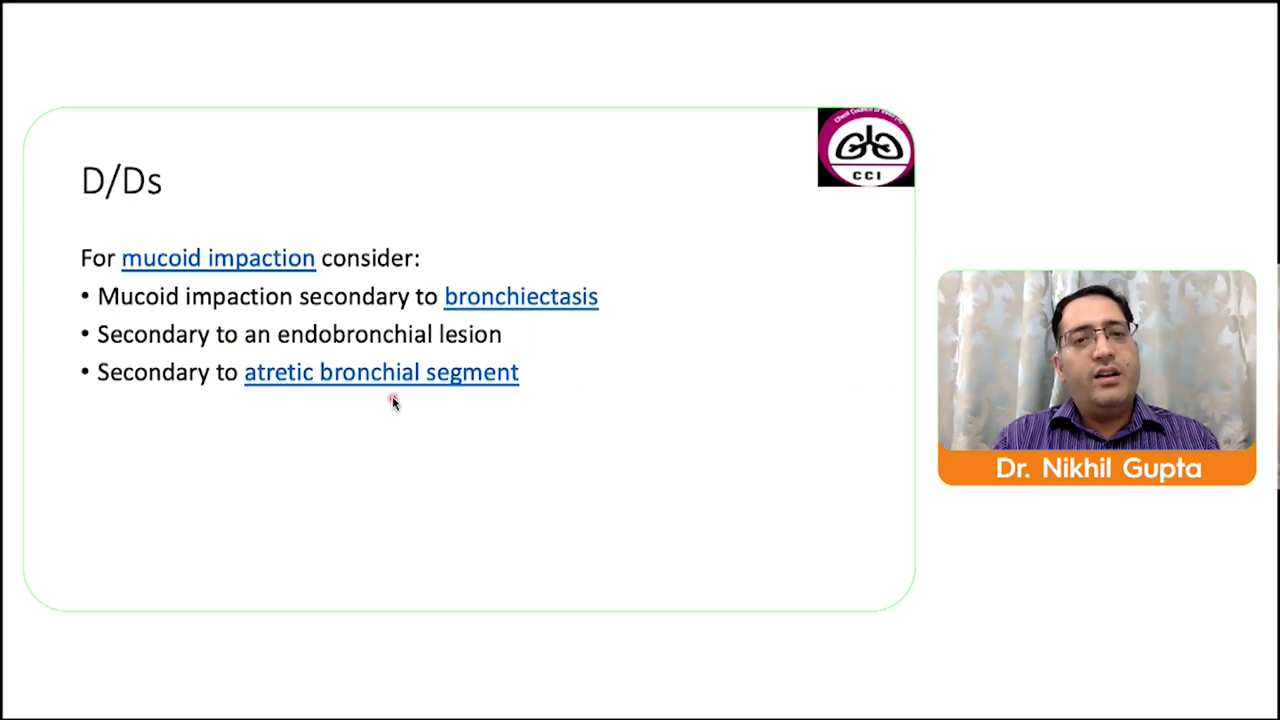 D/Ds
CCI
For mucoid impaction consider:
• Mucoid impaction secondary to bronchiectasis
• Secondary to an endobronchial lesion
• Secondary to atretic bronchial segment
Dr. Nikhil Gupta